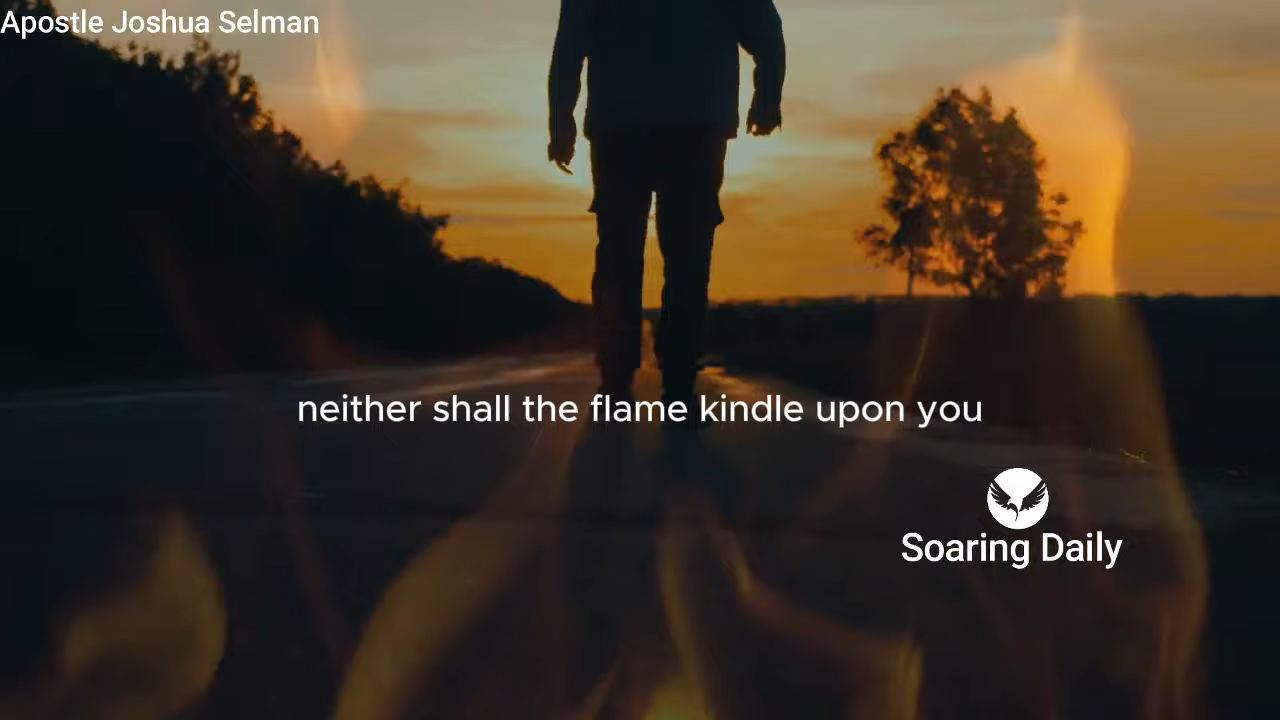 Apostle Joshua Selman
neither shall the flame kindle upon you
Soaring Daily